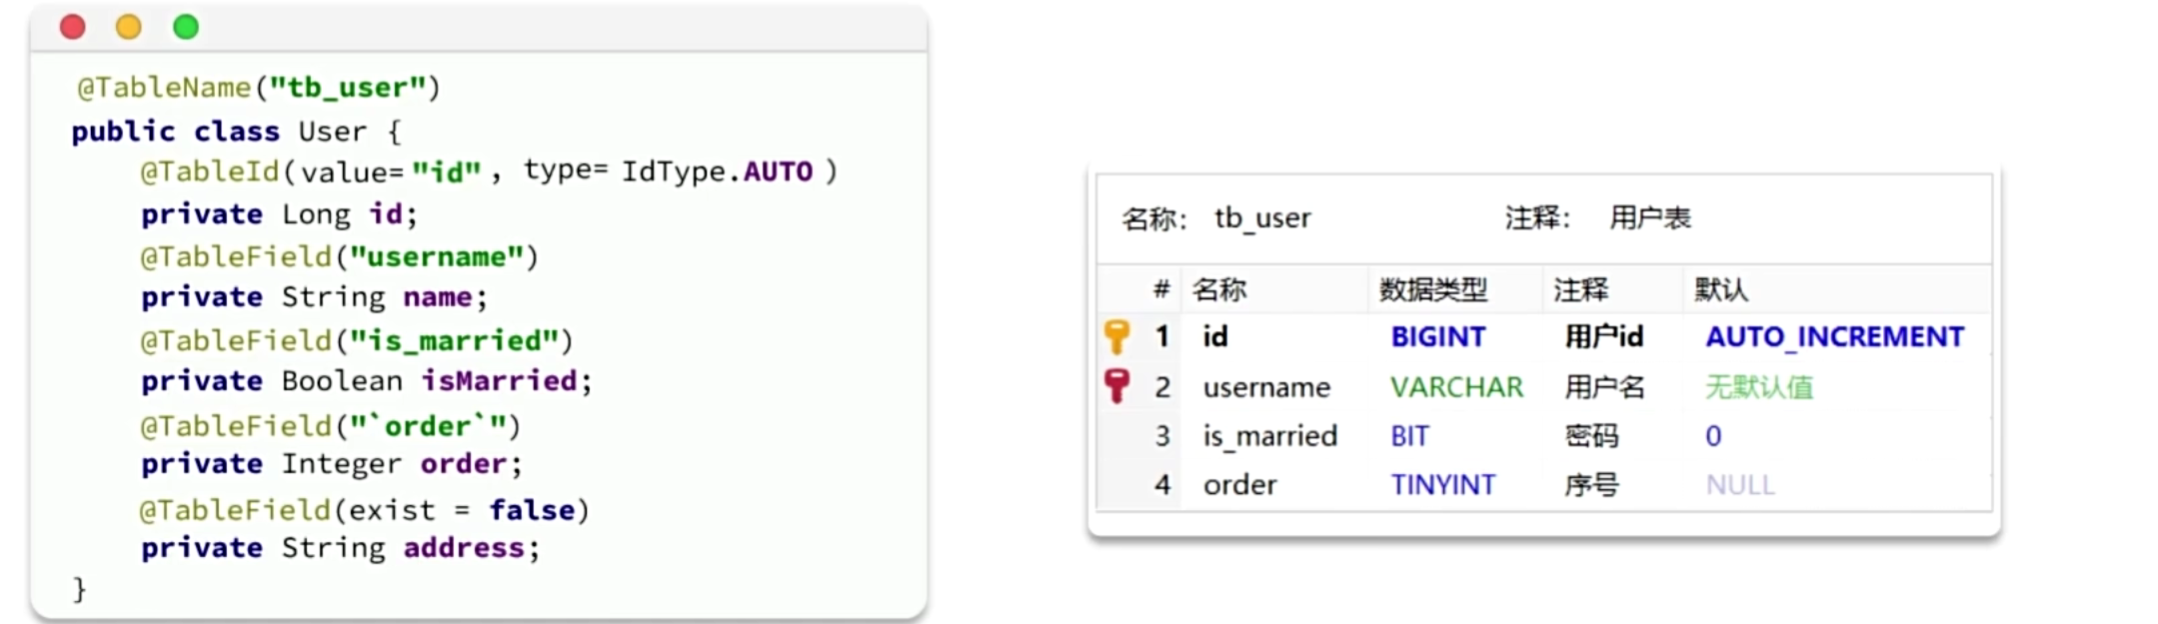 @TableName("tb_user")
public class User {
@TableId(value="id", type= IdType.AUTO )
private Long id;
@TableField("username")
private String name;
@TableField("is_married")
private Boolean isMarried;
@TableField("`order`")
private Integer order;
@TableField(exist = false)
private String address;
}
名称: tb_user 注释: 用户表
# 名称 数据类型 注释 默认
1 id BIGINT 用户id AUTO_INCREMENT
2 username VARCHAR 用户名 无默认值
3 is_married BIT 密码 0
4 order TINYINT 序号 NULL